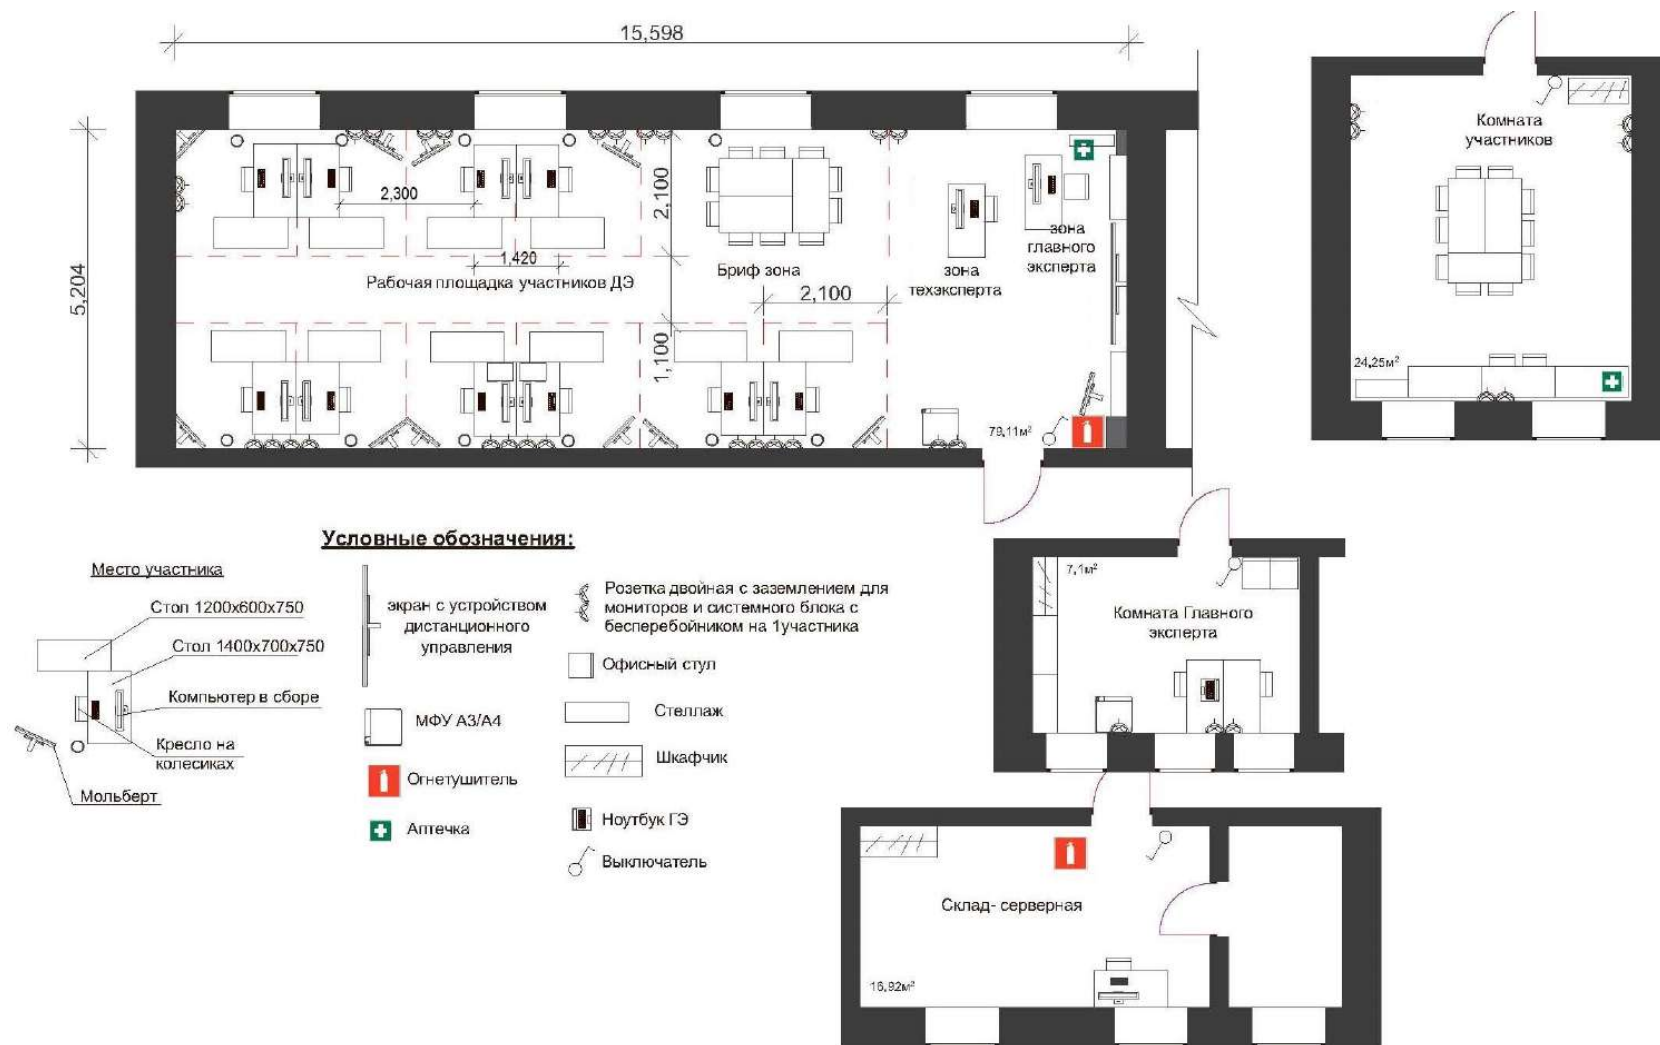 15,598
5,204
2,300
2,100
1,420
2,100
1,100
Рабочая площадка участников ДЭ
Бриф зона
зона
техэксперта
зона
главного
эксперта
79,11м²
Комната
участников
24,25м²
Условные обозначения:
Место участника
Стол 1200х600х750
Стол 1400х700х750
Компьютер в сборе
Кресло на
колесиках
Мольберт
экран с устройством
дистанционного
управления
МФУ А3/А4
Огнетушитель
Аптечка
Розетка двойная с заземлением для
мониторов и системного блока с
бесперебойником на 1участника
Офисный стул
Стеллаж
Шкафчик
Ноутбук ГЭ
Выключатель
7,1м²
Комната Главного
эксперта
Склад- серверная
16,92м²